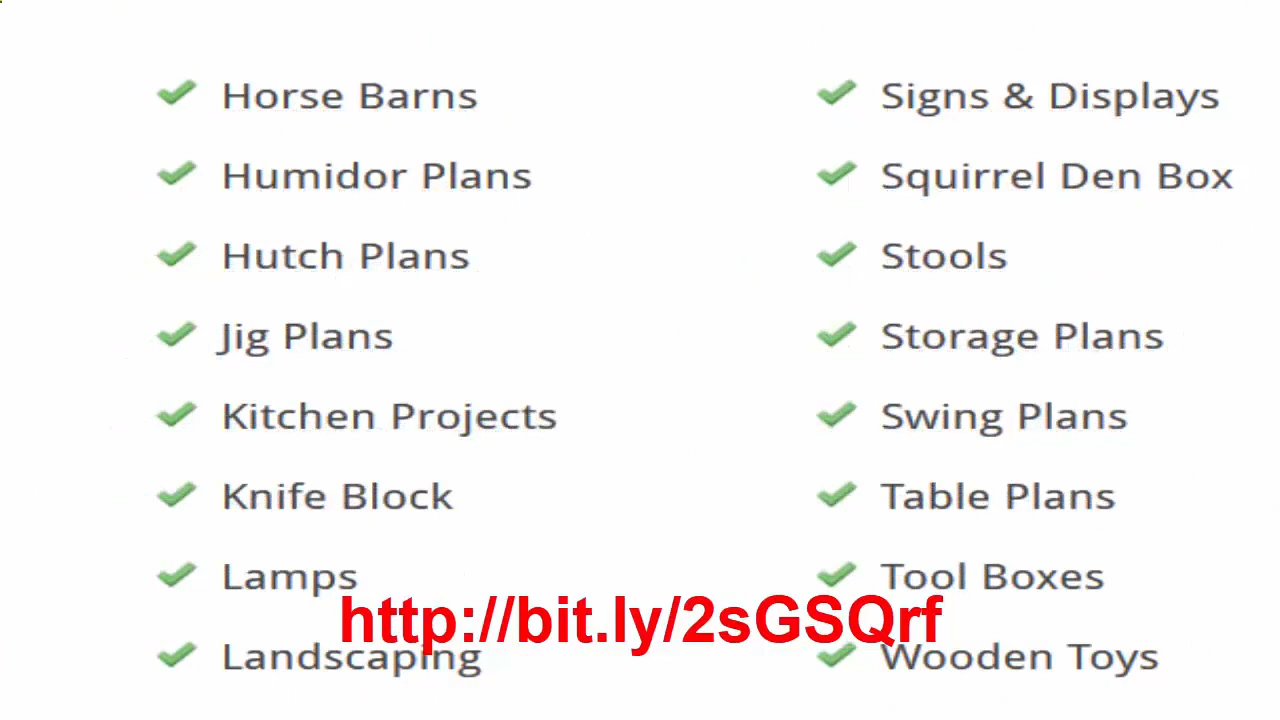 Horse Barns
Humidor Plans
Hutch Plans
Jig Plans
Kitchen Projects
Knife Block
Lamps
Landscaping
Signs & Displays
Squirrel Den Box
Stools
Storage Plans
Swing Plans
Table Plans
Tool Boxes
Wooden Toys
http://bit.ly/2sGSQrf